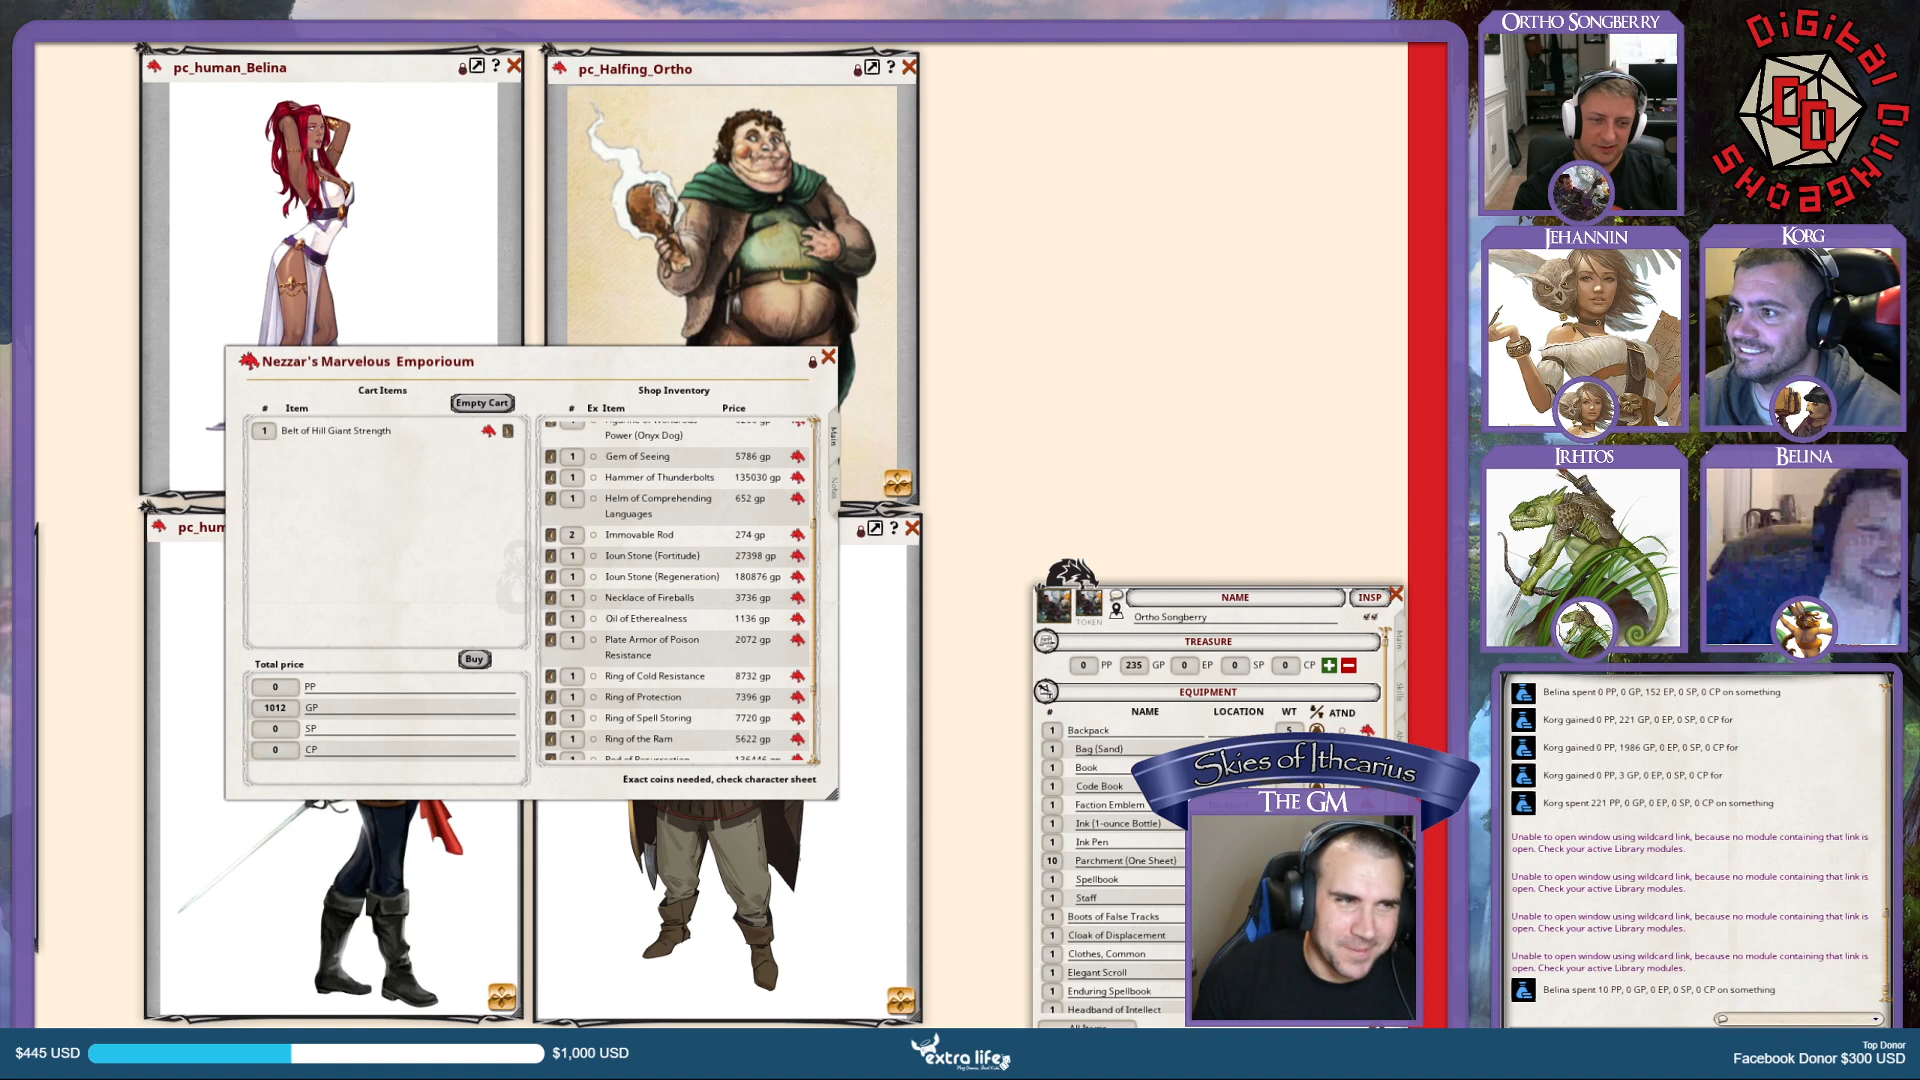 pc_human_Belina
?
pc_Halfing_Ortho
?
Nezzar's Marvelous Emporioum
Cart Items
Empty Cart
# Item
1 Belt of Hill Giant Strength
Total price
Buy
0 PP
1012 GP
0 SP
0 CP
Shop Inventory
# Ex Item Price
Power (Onyx Dog)
1 Gem of Seeing 5786 gp
1 Hammer of Thunderbolts 135030 gp
1 Helm of Comprehending 652 gp
Languages
2 Immovable Rod 274 gp
1 Ioun Stone (Fortitude) 27398 gp
1 Ioun Stone (Regeneration) 180876 gp
1 Necklace of Fireballs 3736 gp
1 Oil of Etherealness 1136 gp
1 Plate Armor of Poison 2072 gp
Resistance
1 Ring of Cold Resistance 8732 gp
1 Ring of Protection 7396 gp
1 Ring of Spell Storing 7720 gp
1 Ring of the Ram 5622 gp
Exact coins needed, check character sheet
Main
Notes
pc_hum
?
TOKEN
NAME
INSP
Ortho Songberry
TREASURE
0 PP 235 GP 0 EP 0 SP 0 CP
EQUIPMENT
# NAME LOCATION WT ATND
1 Backpack 5
1 Bag (Sand)
1 Book
1 Code Book
1 Faction Emblem
1 Ink (1-ounce Bottle)
1 Ink Pen
10 Parchment (One Sheet)
1 Spellbook
1 Staff
1 Boots of False Tracks
1 Cloak of Displacement
1 Clothes, Common
1 Elegant Scroll
1 Enduring Spellbook
1 Headband of Intellect
Skies of Ithcarius
The GM
Ortho Songberry
Digital Dungeons
DD
Jehannin
Korg
Irhtos
Belina
Belina spent 0 PP, 0 GP, 152 EP, 0 SP, 0 CP on something
Korg gained 0 PP, 221 GP, 0 EP, 0 SP, 0 CP for
Korg gained 0 PP, 1986 GP, 0 EP, 0 SP, 0 CP for
Korg gained 0 PP, 3 GP, 0 EP, 0 SP, 0 CP for
Korg spent 221 PP, 0 GP, 0 EP, 0 SP, 0 CP on something
Unable to open window using wildcard link, because no module containing that link is
open. Check your active Library modules.
Unable to open window using wildcard link, because no module containing that link is
open. Check your active Library modules.
Unable to open window using wildcard link, because no module containing that link is
open. Check your active Library modules.
Unable to open window using wildcard link, because no module containing that link is
open. Check your active Library modules.
Belina spent 10 PP, 0 GP, 0 EP, 0 SP, 0 CP on something
$445 USD
$1,000 USD
extra life
Play Games. Heal Kids.
Top Donor
Facebook Donor $300 USD